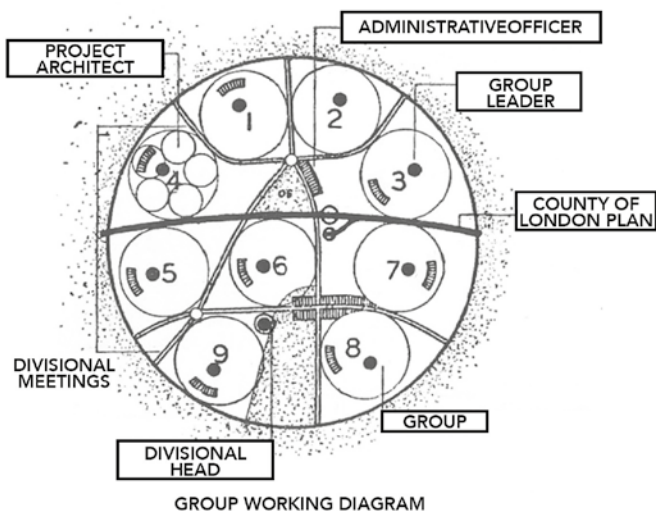 ADMINISTRATIVEOFFICER
PROJECT
ARCHITECT
GROUP
LEADER
1
2
3
4
COUNTY OF
LONDON PLAN
5
6
7
DIVISIONAL
MEETINGS
9
8
GROUP
DIVISIONAL
HEAD
GROUP WORKING DIAGRAM